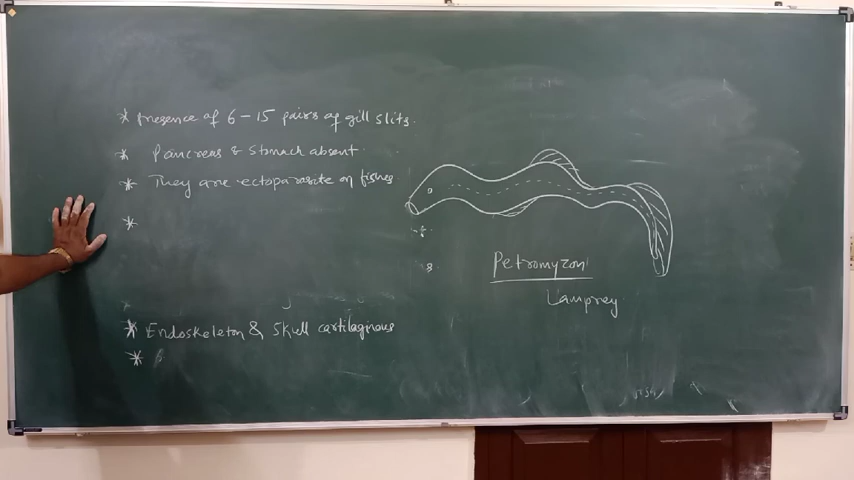 * Presence of 6-15 pairs of gill slits.
* Pancreas & Stomach absent.
* They are ectoparasite on fishes
*
* Endoskeleton & Skull cartilaginous
*
Petromyzon
Lamprey